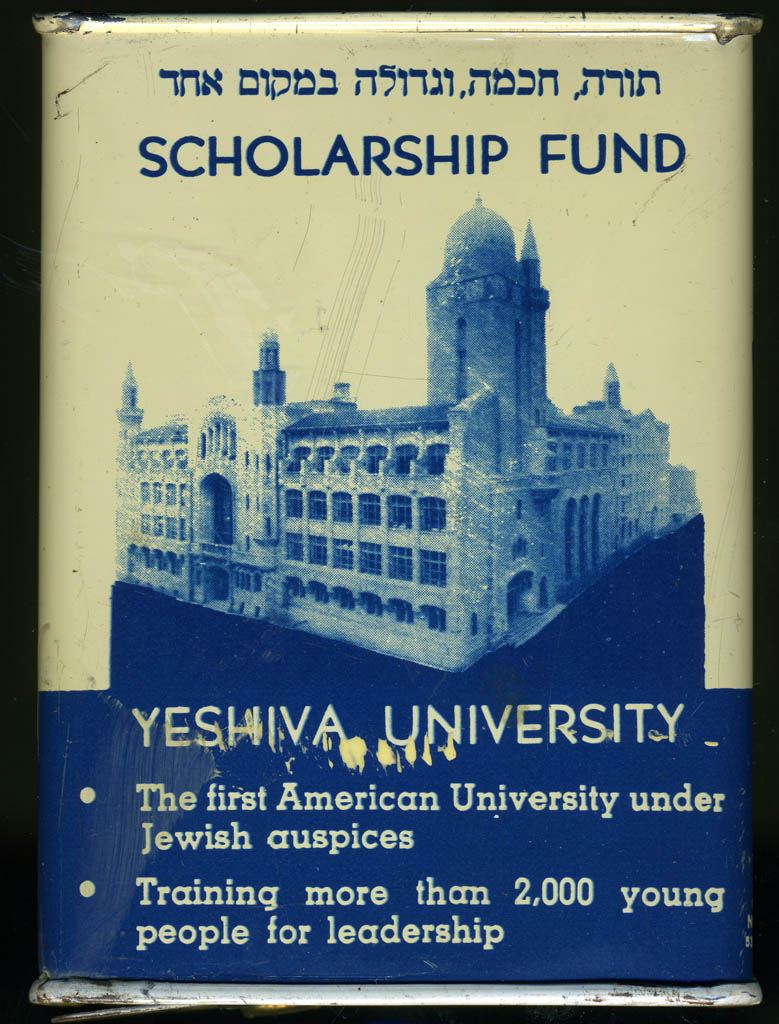 תורה, חכמה, וגדולה במקום אחד
SCHOLARSHIP FUND
YESHIVA UNIVERSITY
• The first American University under
Jewish auspices
• Training more than 2,000 young
people for leadership